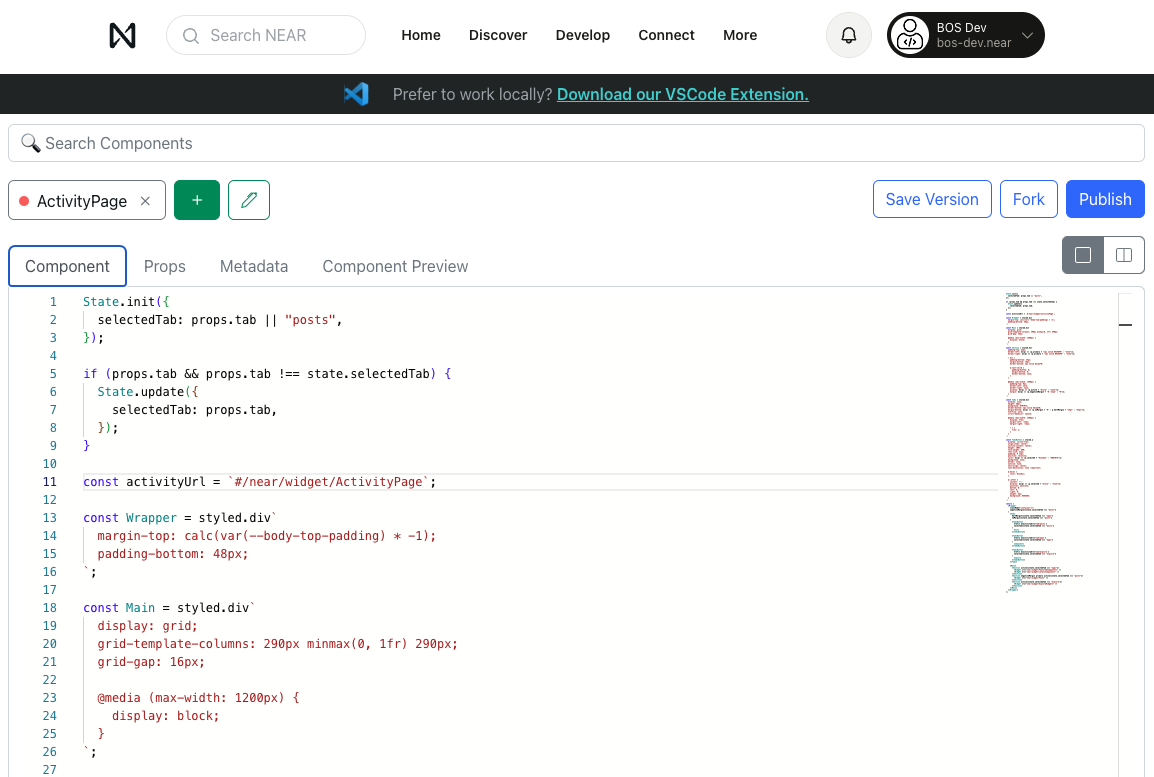 Search NEAR
Home Discover Develop Connect More
BOS Dev
bos-dev.near
Prefer to work locally? Download our VSCode Extension.
Search Components
ActivityPage × +
Save Version Fork Publish
Component Props Metadata Component Preview
1 State.init({
2 selectedTab: props.tab || "posts",
3 });
4
5 if (props.tab && props.tab !== state.selectedTab) {
6 State.update({
7 selectedTab: props.tab,
8 });
9 }
10
11 const activityUrl = `#/near/widget/ActivityPage`;
12
13 const Wrapper = styled.div`
14 margin-top: calc(var(--body-top-padding) * -1);
15 padding-bottom: 48px;
16 `;
17
18 const Main = styled.div`
19 display: grid;
20 grid-template-columns: 290px minmax(0, 1fr) 290px;
21 grid-gap: 16px;
22
23 @media (max-width: 1200px) {
24 display: block;
25 }
26 `;
27